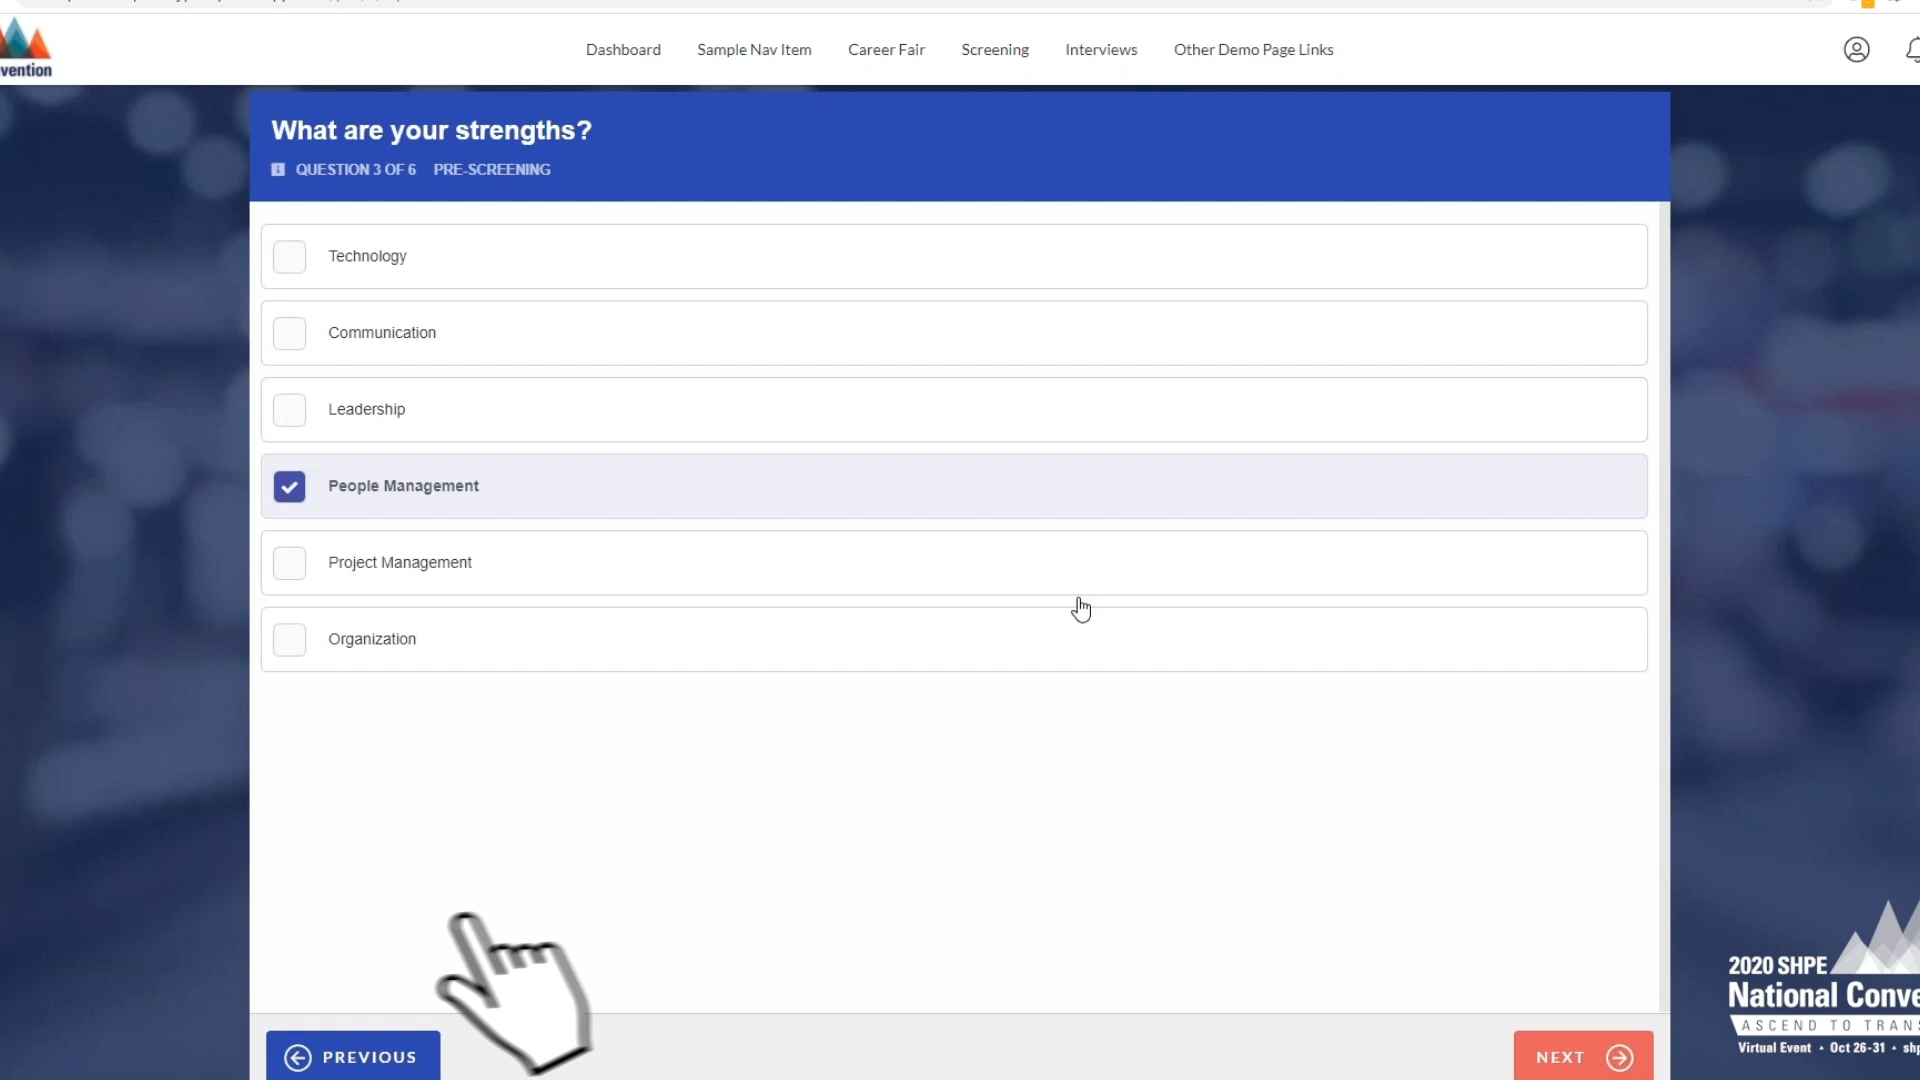 vention
Dashboard Sample Nav Item Career Fair Screening Interviews Other Demo Page Links
What are your strengths?
QUESTION 3 OF 6 PRE-SCREENING
Technology
Communication
Leadership
People Management
Project Management
Organization
PREVIOUS
NEXT
2020 SHPE
National Conve
ASCEND TO TRANS
Virtual Event • Oct 26-31 • shp